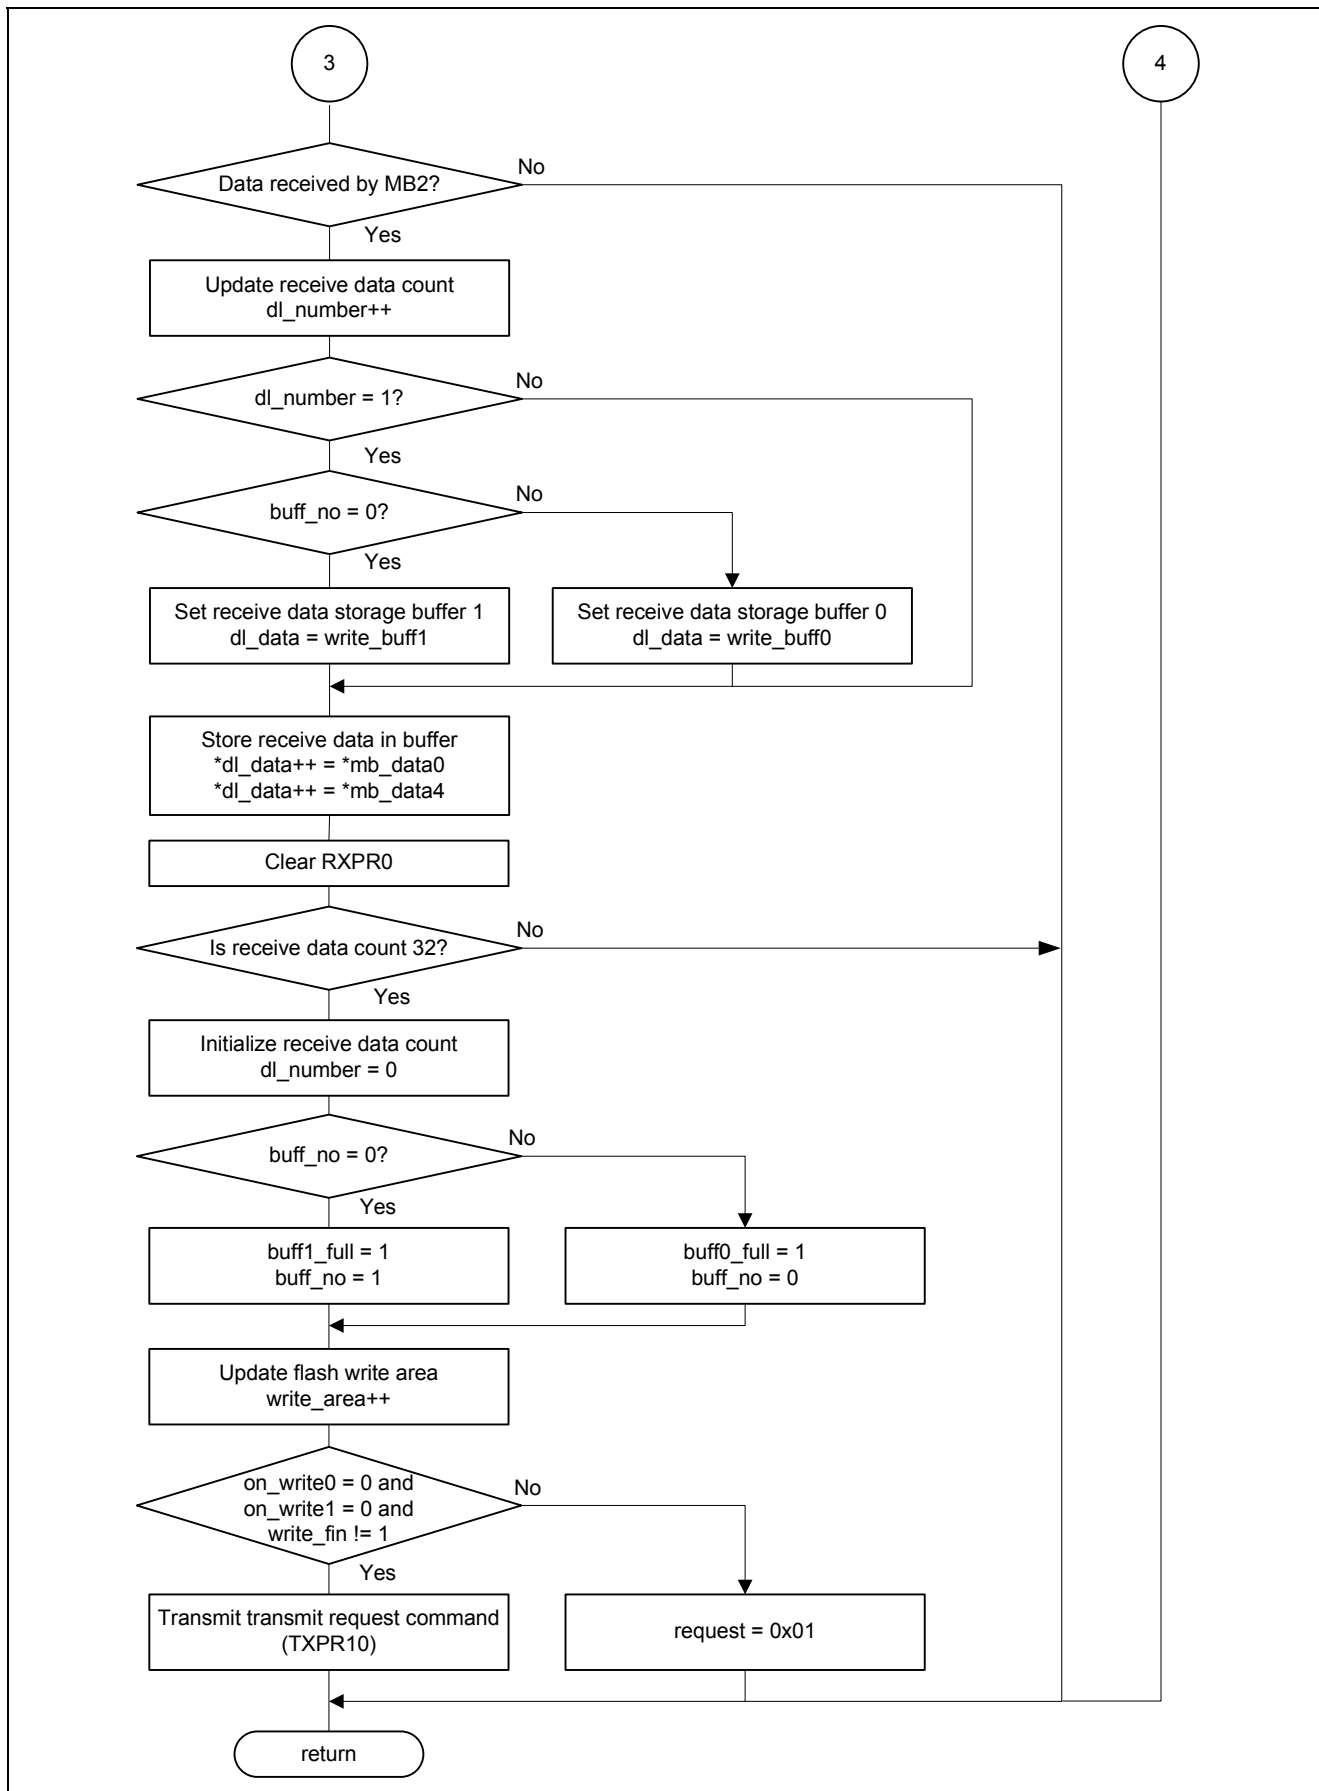 3
4
Data received by MB2?
No
Yes
Update receive data count
dl_number++
dl_number = 1?
No
Yes
buff_no = 0?
No
Yes
Set receive data storage buffer 1
dl_data = write_buff1
Set receive data storage buffer 0
dl_data = write_buff0
Store receive data in buffer
*dl_data++ = *mb_data0
*dl_data++ = *mb_data4
Clear RXPR0
Is receive data count 32?
No
Yes
Initialize receive data count
dl_number = 0
buff_no = 0?
No
Yes
buff1_full = 1
buff_no = 1
buff0_full = 1
buff_no = 0
Update flash write area
write_area++
on_write0 = 0 and
on_write1 = 0 and
write_fin != 1
No
Yes
Transmit transmit request command
(TXPR10)
request = 0x01
return